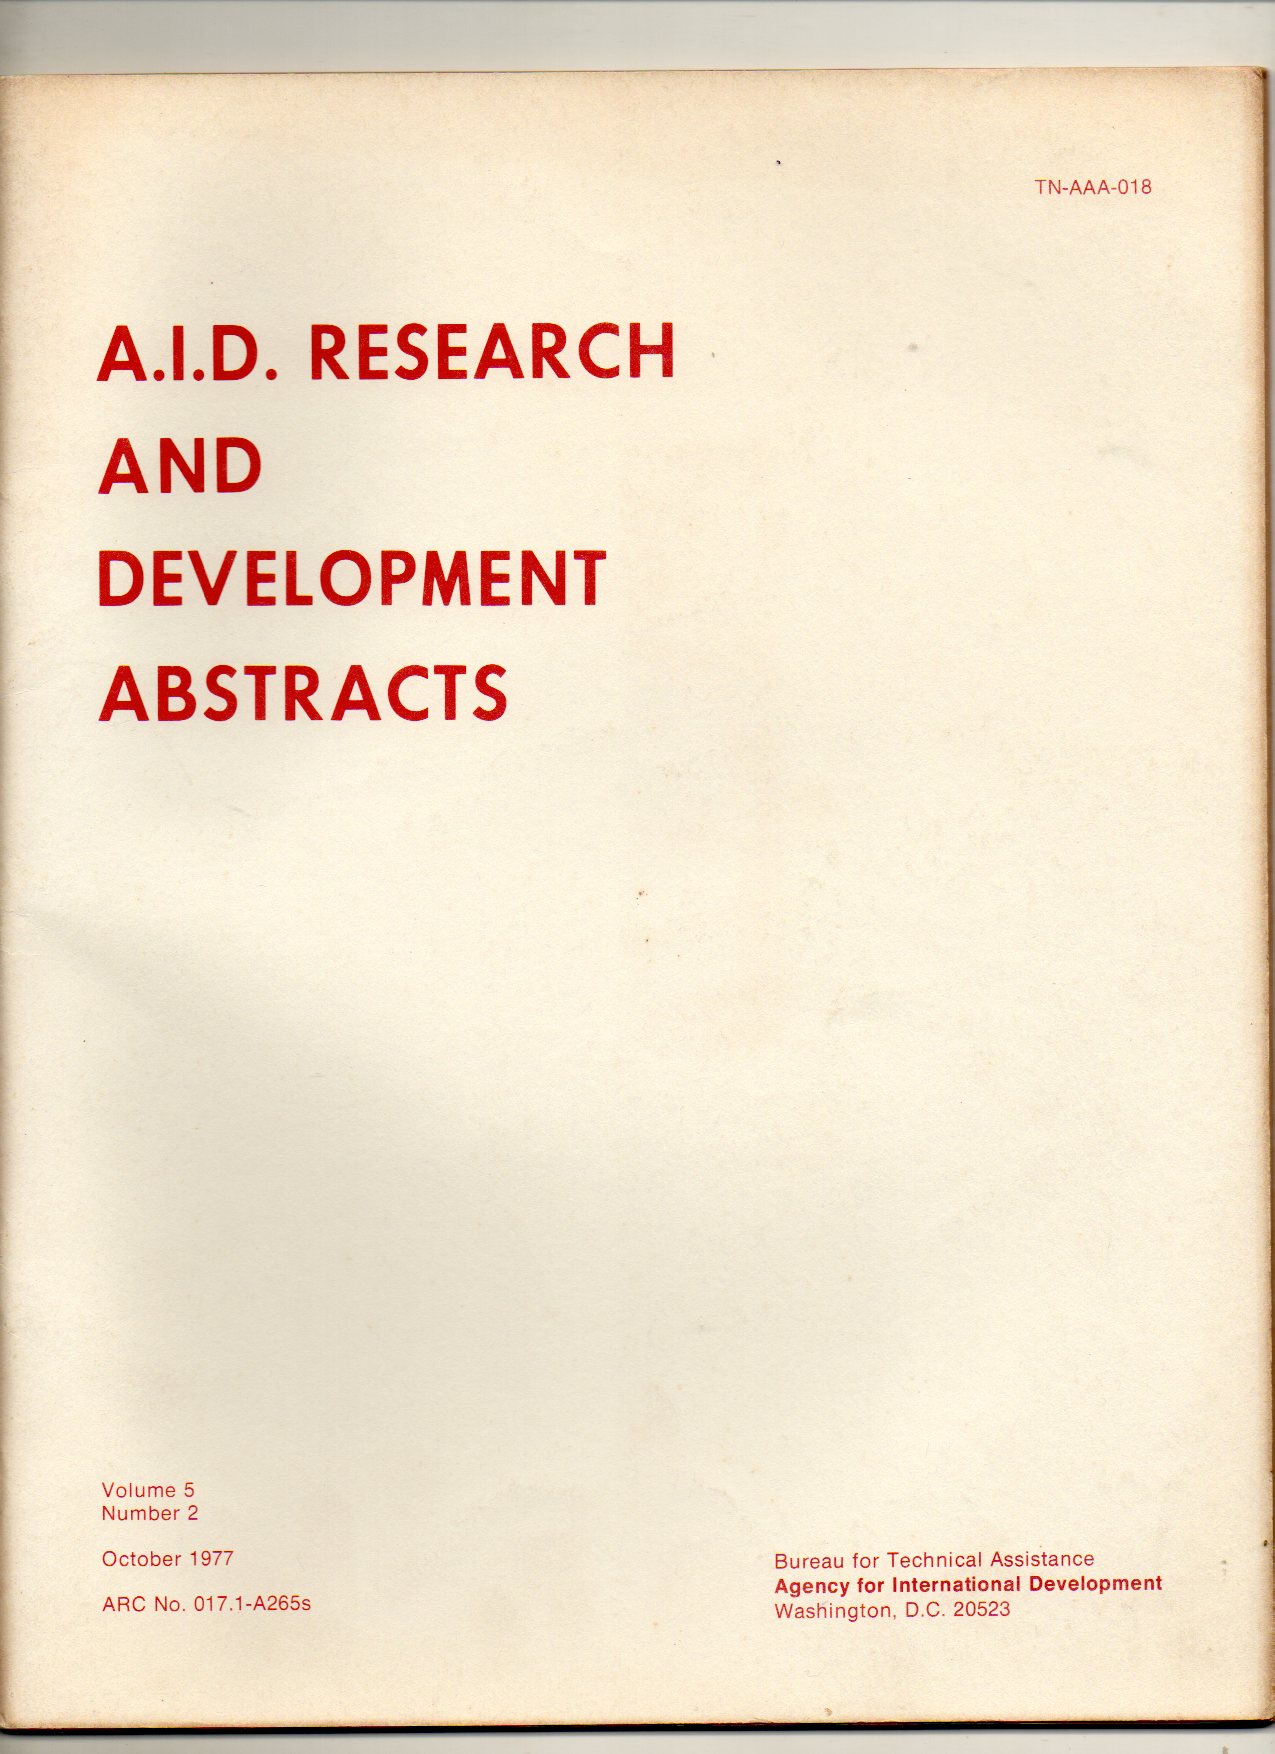 TN-AAA-018
A.I.D. RESEARCH
AND
DEVELOPMENT
ABSTRACTS
Volume 5
Number 2
October 1977
ARC No. 017.1-A265s
Bureau for Technical Assistance
Agency for International Development
Washington, D.C. 20523